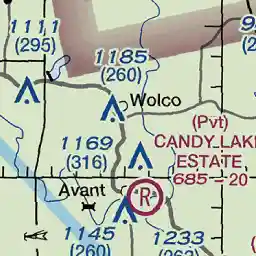 1111
(295)
1185
(260)
Wolco
(Pvt)
1169
(316)
CANDY LAKE
ESTATE,
685 – 20
Avant
R
1145
(260)
1233